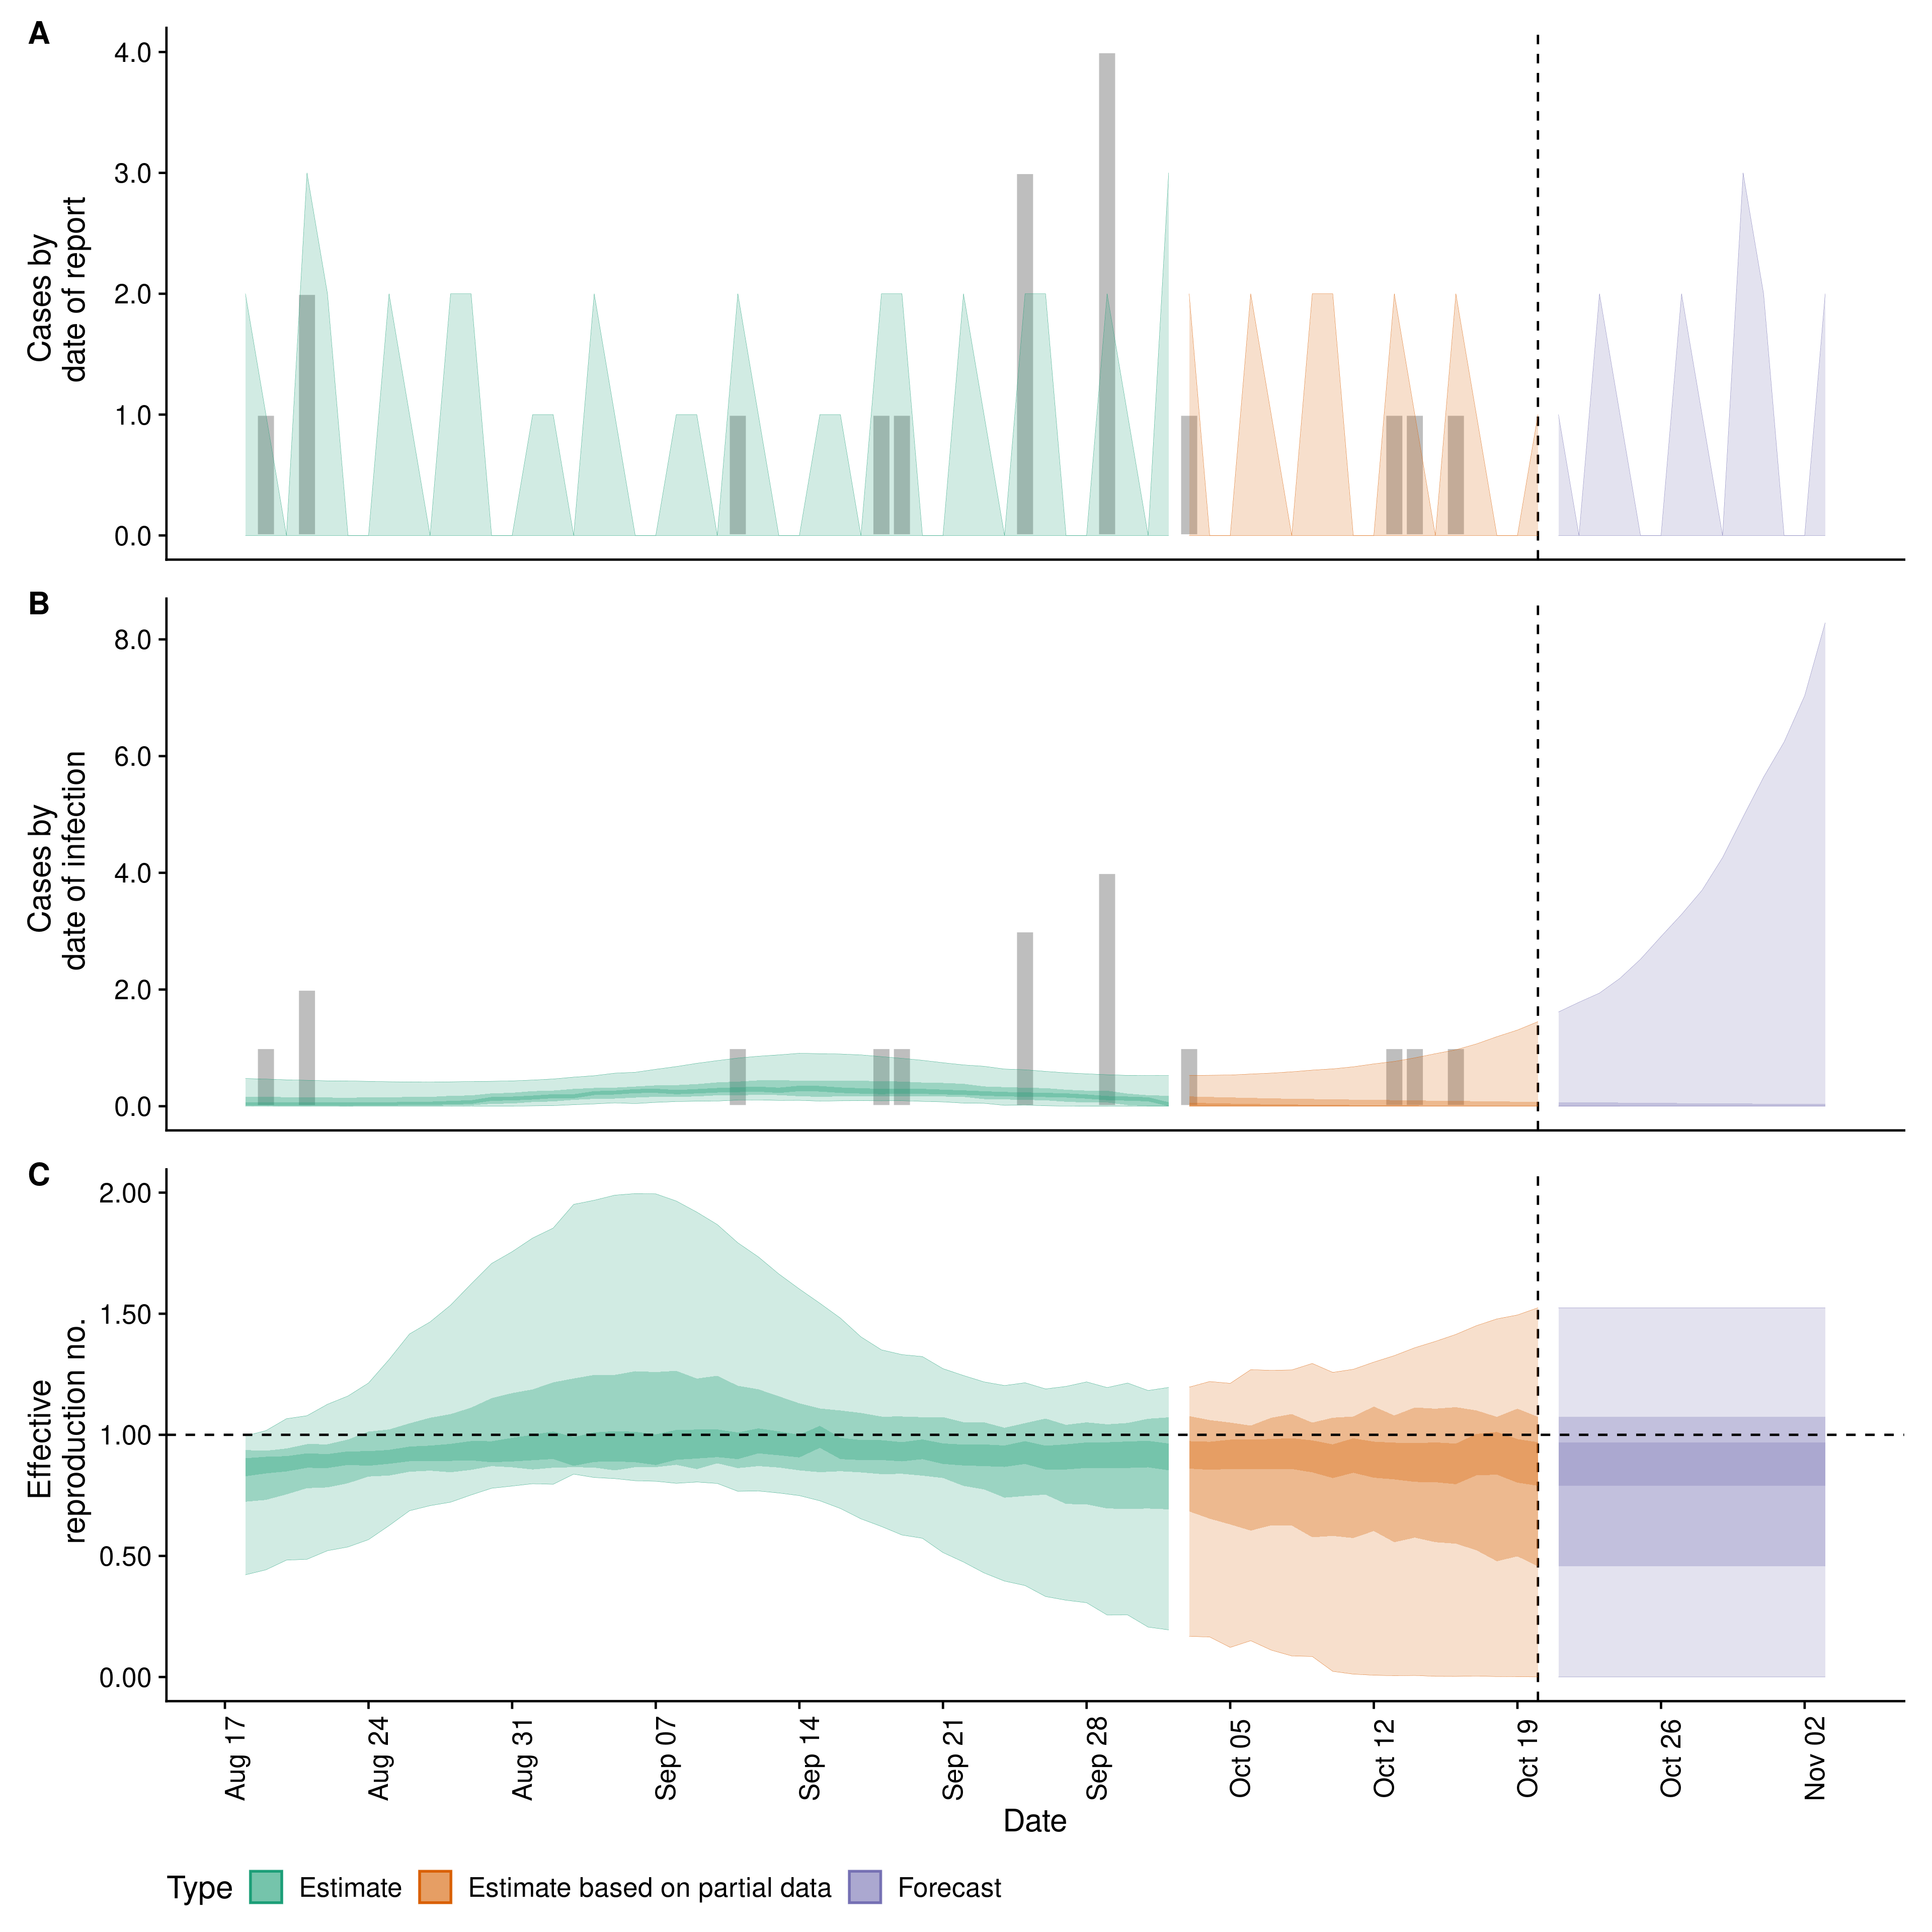 A
4.0
3.0
2.0
1.0
0.0
Cases by
date of report
B
8.0
6.0
4.0
2.0
0.0
Cases by
date of infection
C
2.00
1.50
1.00
0.50
0.00
Effective
reproduction no.
Aug 17
Aug 24
Aug 31
Sep 07
Sep 14
Sep 21
Sep 28
Oct 05
Oct 12
Oct 19
Oct 26
Nov 02
Date
Type Estimate Estimate based on partial data Forecast